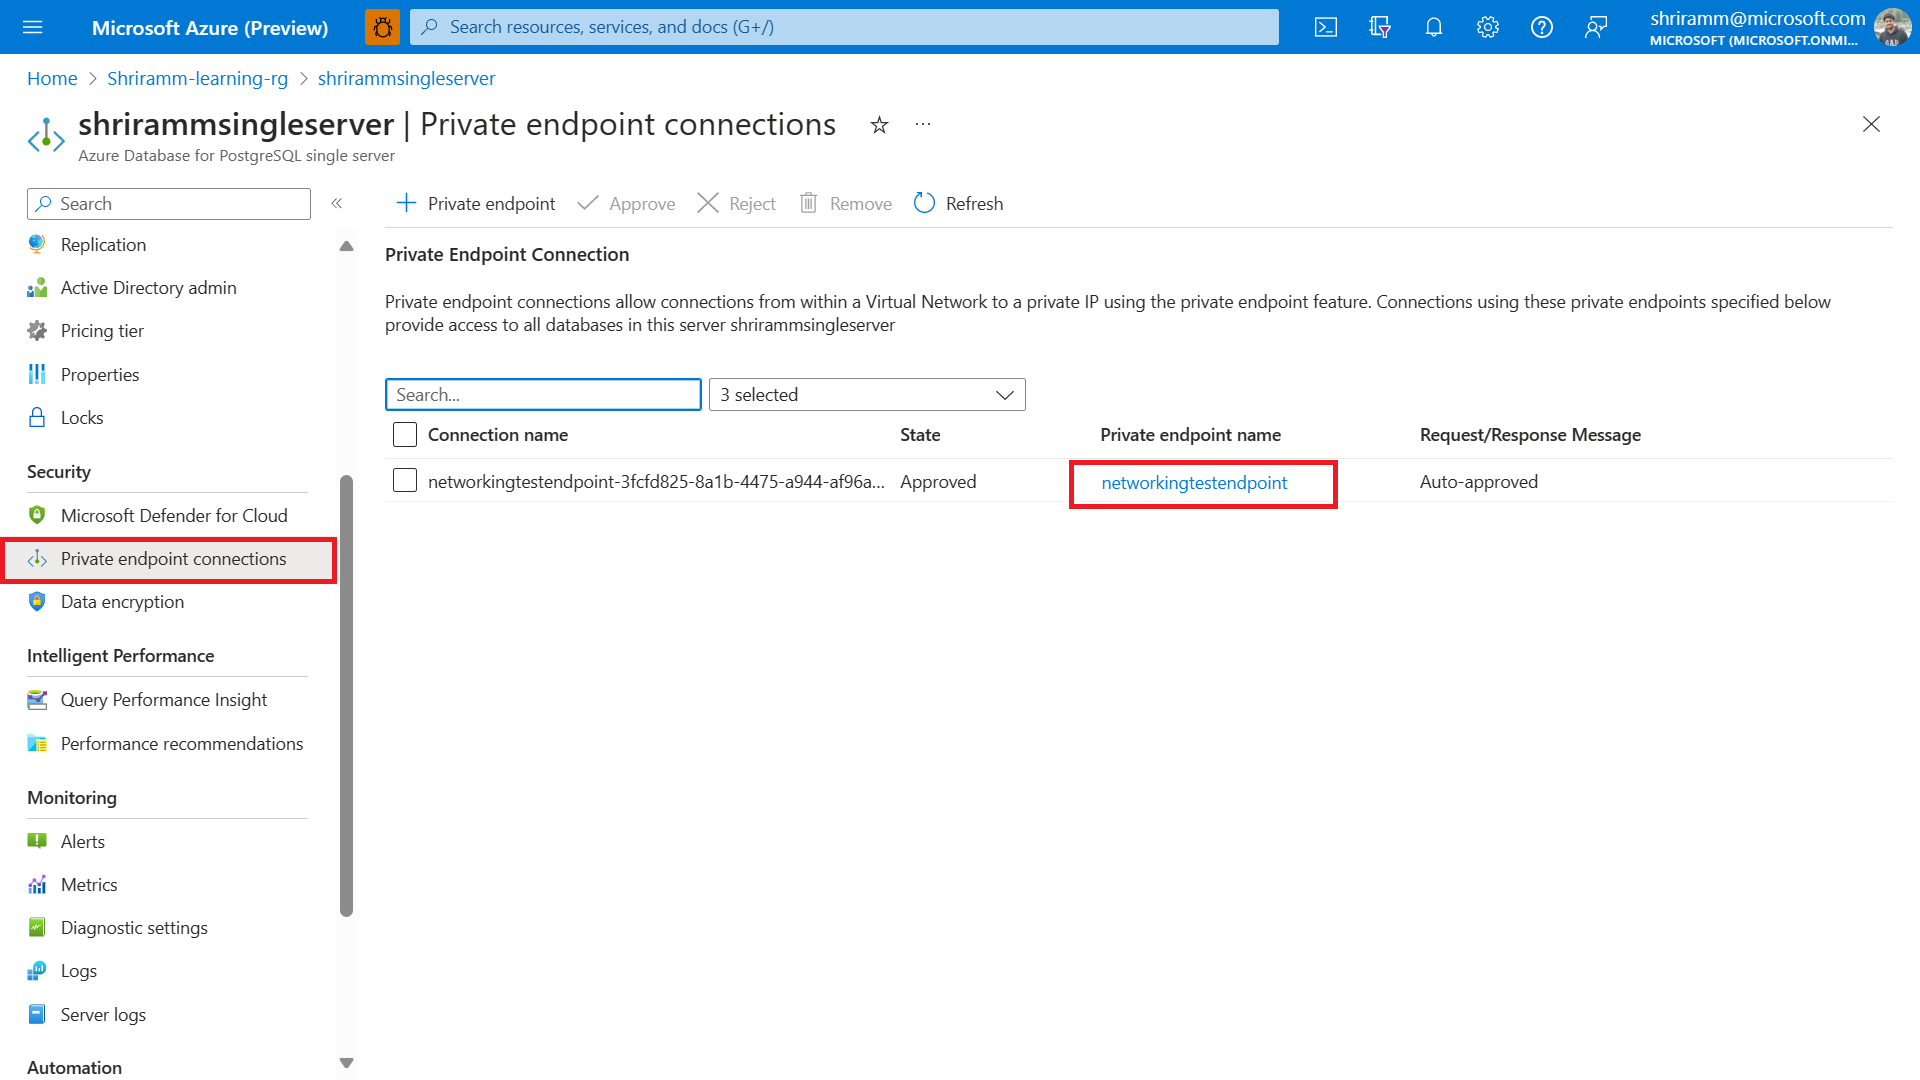 Microsoft Azure (Preview)
Search resources, services, and docs (G+/)
shriramm@microsoft.com
MICROSOFT (MICROSOFT.ONMI...
Home > Shriramm-learning-rg > shrirammsingleserver
shrirammsingleserver | Private endpoint connections
Azure Database for PostgreSQL single server
Search
Private endpoint
Approve
Reject
Remove
Refresh
Replication
Active Directory admin
Pricing tier
Properties
Locks
Security
Microsoft Defender for Cloud
Private endpoint connections
Data encryption
Intelligent Performance
Query Performance Insight
Performance recommendations
Monitoring
Alerts
Metrics
Diagnostic settings
Logs
Server logs
Automation
Private Endpoint Connection
Private endpoint connections allow connections from within a Virtual Network to a private IP using the private endpoint feature. Connections using these private endpoints specified below
provide access to all databases in this server shrirammsingleserver
Search...
3 selected
Connection name State Private endpoint name Request/Response Message
networkingtestendpoint-3fcfd825-8a1b-4475-a944-af96a... Approved networkingtestendpoint Auto-approved